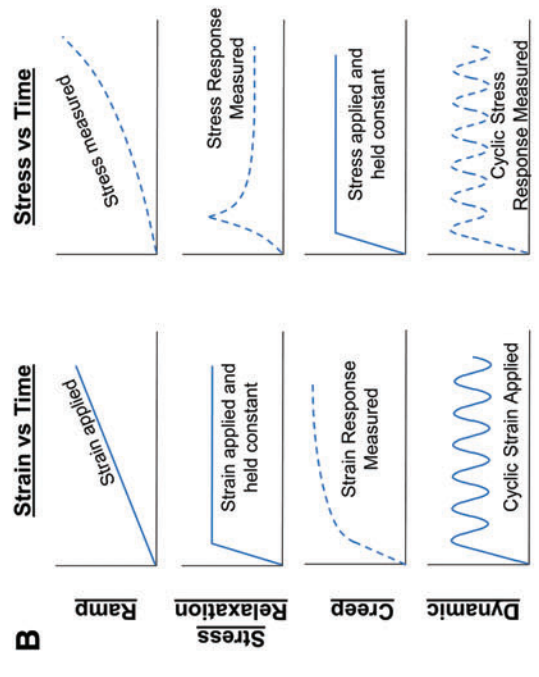 B
Strain vs Time
Stress vs Time
Ramp
Strain applied
Stress measured
Stress
Relaxation
Strain applied and
held constant
Stress Response
Measured
Creep
Strain Response
Measured
Stress applied and
held constant
Dynamic
Cyclic Strain Applied
Cyclic Stress
Response Measured